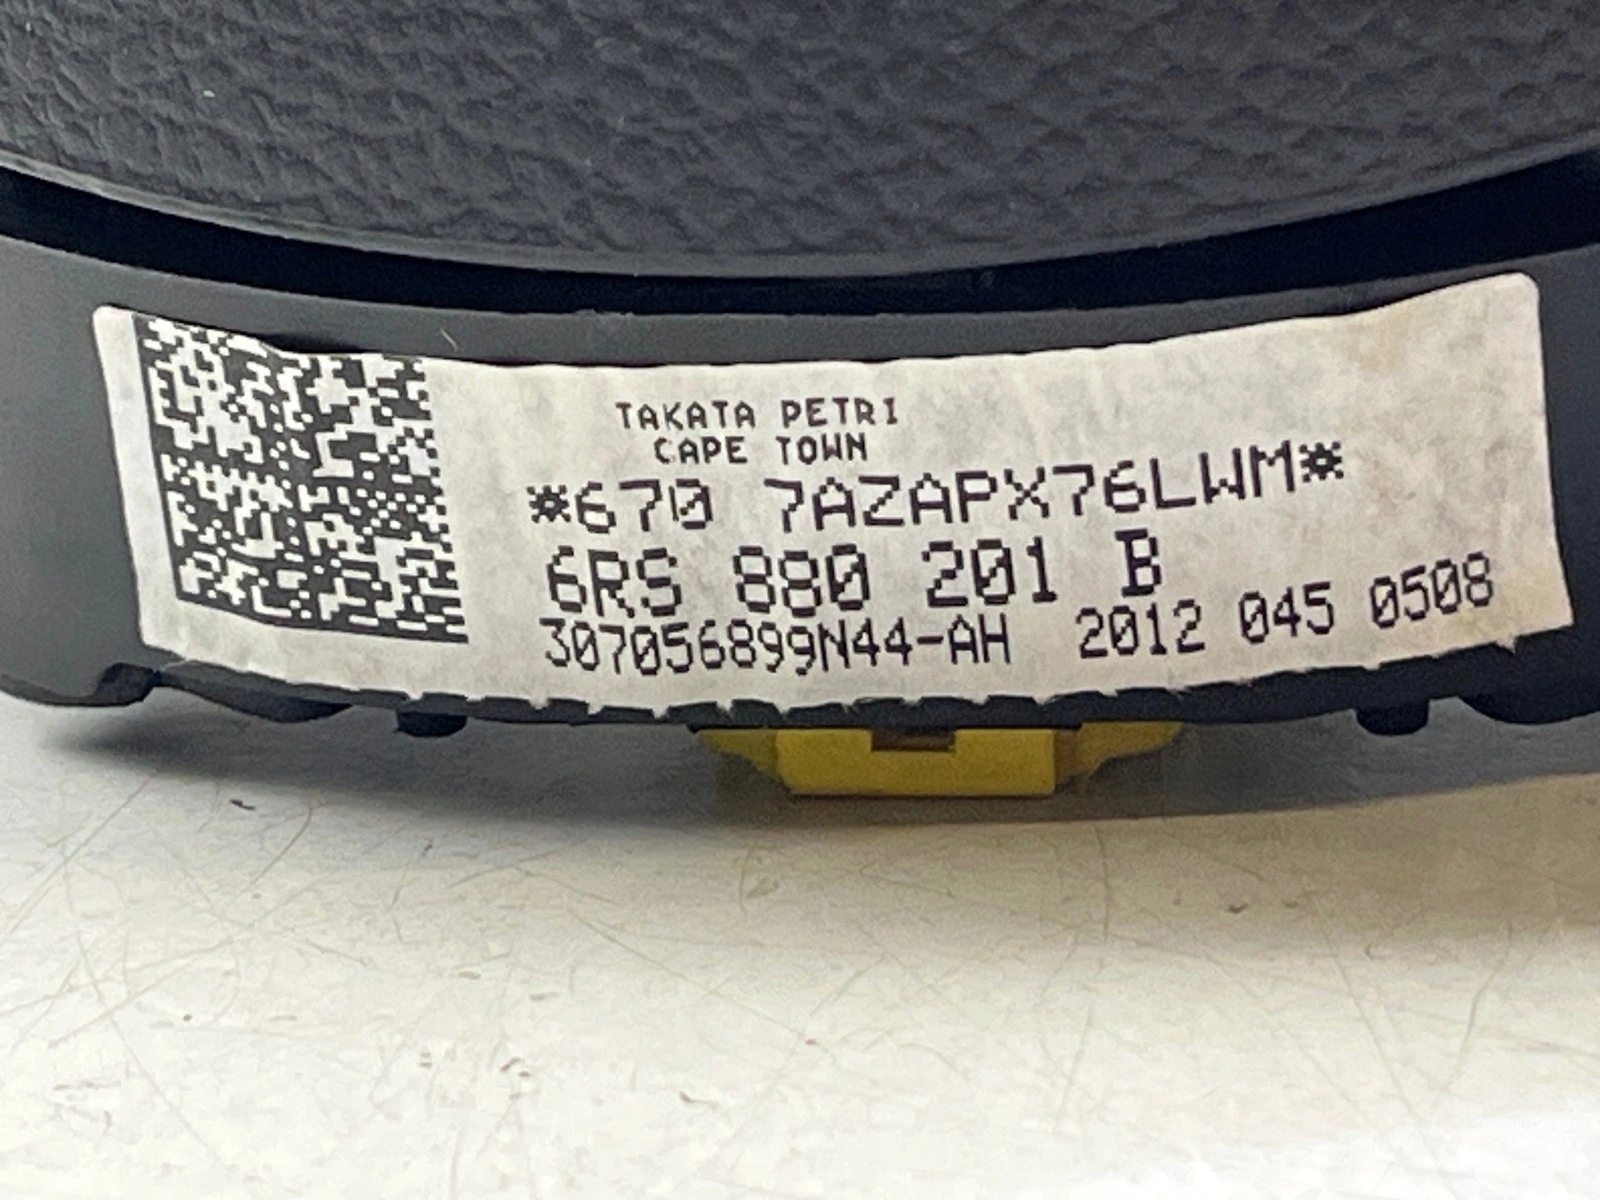 TAKATA PETRI
CAPE TOWN
*670 7AZAPX76LWM*
6RS 880 201 B
307056899N44-AH 2012 045 0508